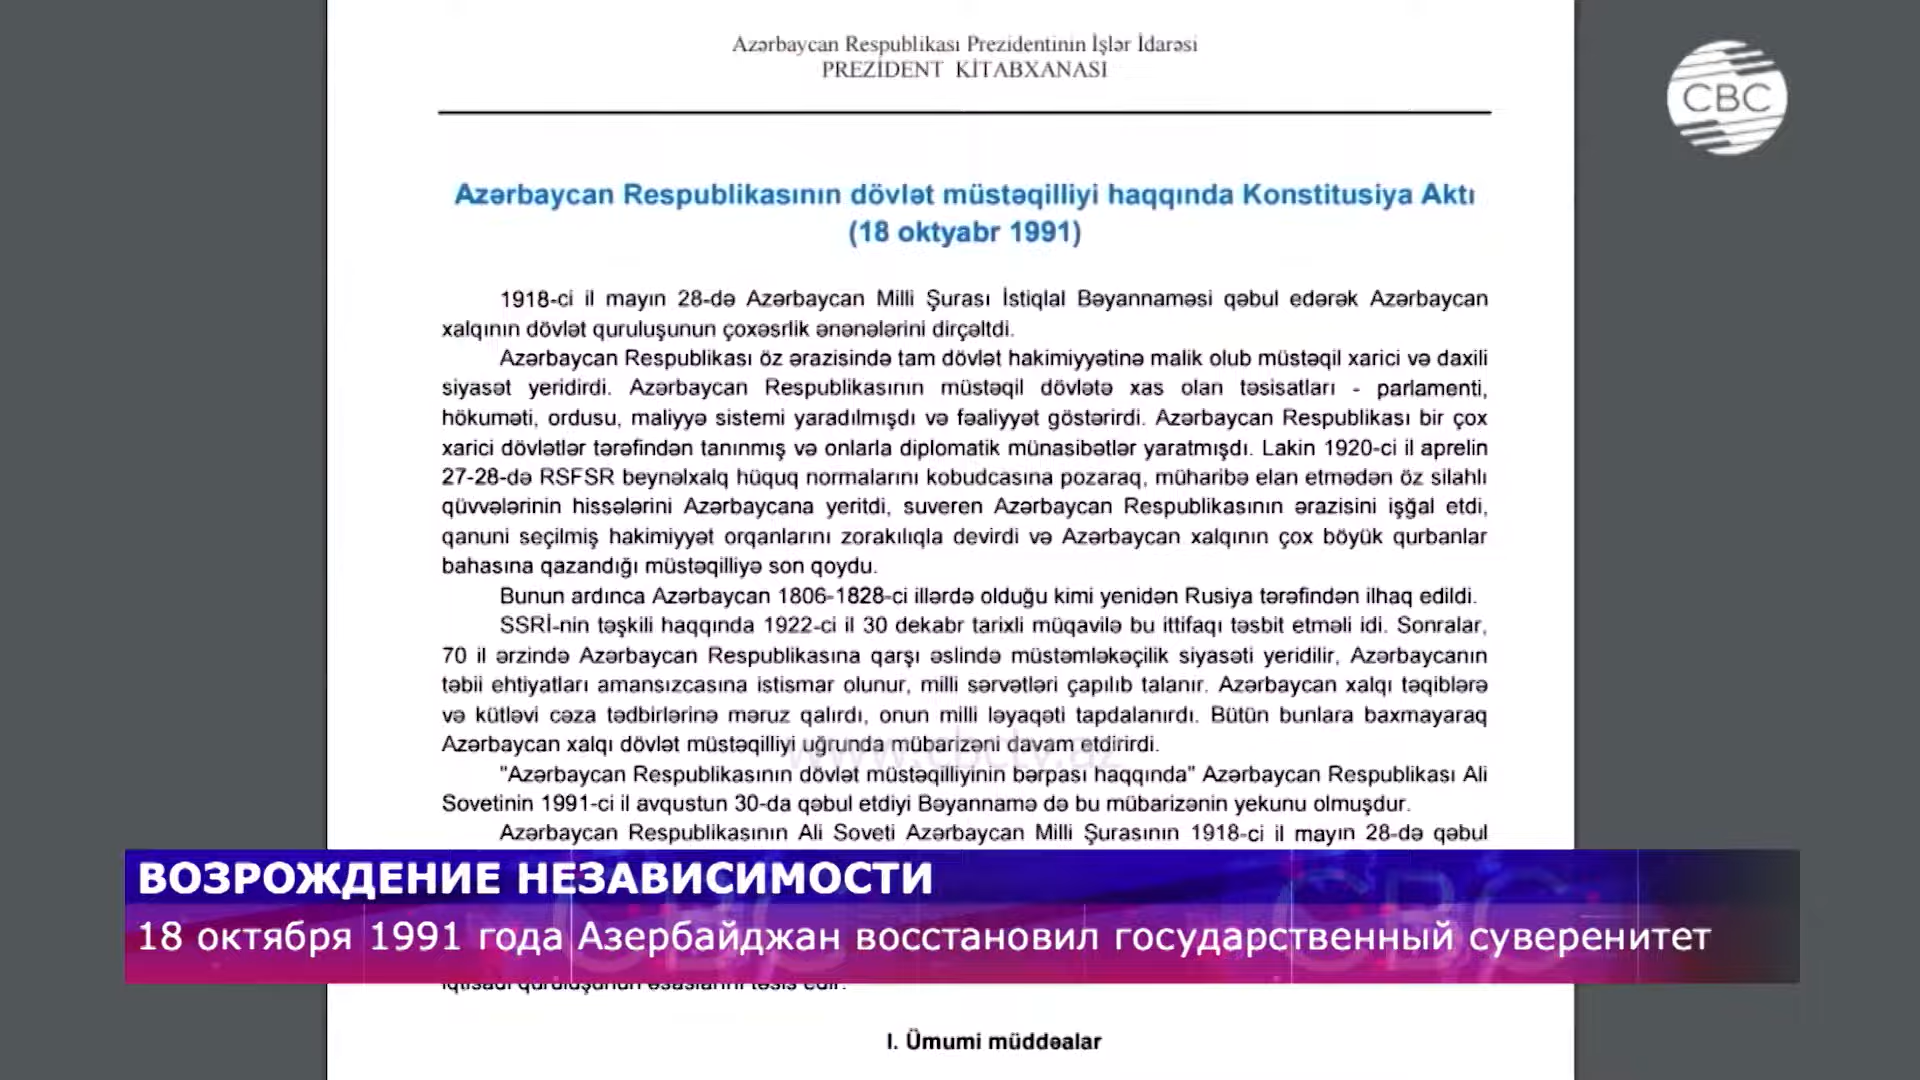 Azərbaycan Respublikası Prezidentinin İşlər İdarəsi
PREZİDENT KİTABXANASI
CBC
Azərbaycan Respublikasının dövlət müstəqilliyi haqqında Konstitusiya Aktı
(18 oktyabr 1991)
1918-ci il mayın 28-də Azərbaycan Milli Şurası İstiqlal Bəyannaməsi qəbul edərək Azərbaycan
xalqının dövlət quruluşunun çoxəsrlik ənənələrini dirçəltdi.
Azərbaycan Respublikası öz ərazisində tam dövlət hakimiyyətinə malik olub müstəqil xarici və daxili
siyasət yeridirdi. Azərbaycan Respublikasının müstəqil dövlətə xas olan təsisatları - parlamenti,
hökuməti, ordusu, maliyyə sistemi yaradılmışdı və fəaliyyət göstərirdi. Azərbaycan Respublikası bir çox
xarici dövlətlər tərəfindən tanınmış və onlarla diplomatik münasibətlər yaratmışdı. Lakin 1920-ci il aprelin
27-28-də RSFSR beynəlxalq hüquq normalarını kobudcasına pozaraq, müharibə elan etmədən öz silahlı
qüvvələrinin hissələrini Azərbaycana yeritdi, suveren Azərbaycan Respublikasının ərazisini işğal etdi,
qanuni seçilmiş hakimiyyət orqanlarını zorakılıqla devirdi və Azərbaycan xalqının çox böyük qurbanlar
bahasına qazandığı müstəqilliyə son qoydu.
Bunun ardınca Azərbaycan 1806-1828-ci illərdə olduğu kimi yenidən Rusiya tərəfindən ilhaq edildi.
SSRİ-nin təşkili haqqında 1922-ci il 30 dekabr tarixli müqavilə bu ittifaqı təsbit etməli idi. Sonralar,
70 il ərzində Azərbaycan Respublikasına qarşı əslində müstəmləkəçilik siyasəti yeridilir, Azərbaycanın
təbii ehtiyatları amansızcasına istismar olunur, milli sərvətləri çapılıb talanır. Azərbaycan xalqı təqiblərə
və kütləvi cəza tədbirlərinə məruz qalırdı, onun milli ləyaqəti tapdalanırdı. Bütün bunlara baxmayaraq
Azərbaycan xalqı dövlət müstəqilliyi uğrunda mübarizəni davam etdirirdi.
www.cbctv.az
"Azərbaycan Respublikasının dövlət müstəqilliyinin bərpası haqqında" Azərbaycan Respublikası Ali
Sovetinin 1991-ci il avqustun 30-da qəbul etdiyi Bəyannamə də bu mübarizənin yekunu olmuşdur.
Azərbaycan Respublikasının Ali Soveti Azərbaycan Milli Şurasının 1918-ci il mayın 28-də qəbul
ВОЗРОЖДЕНИЕ НЕЗАВИСИМОСТИ
18 октября 1991 года Азербайджан восстановил государственный суверенитет
iqtisadi quruluşunun əsaslarını təsis edir.
I. Ümumi müddəalar